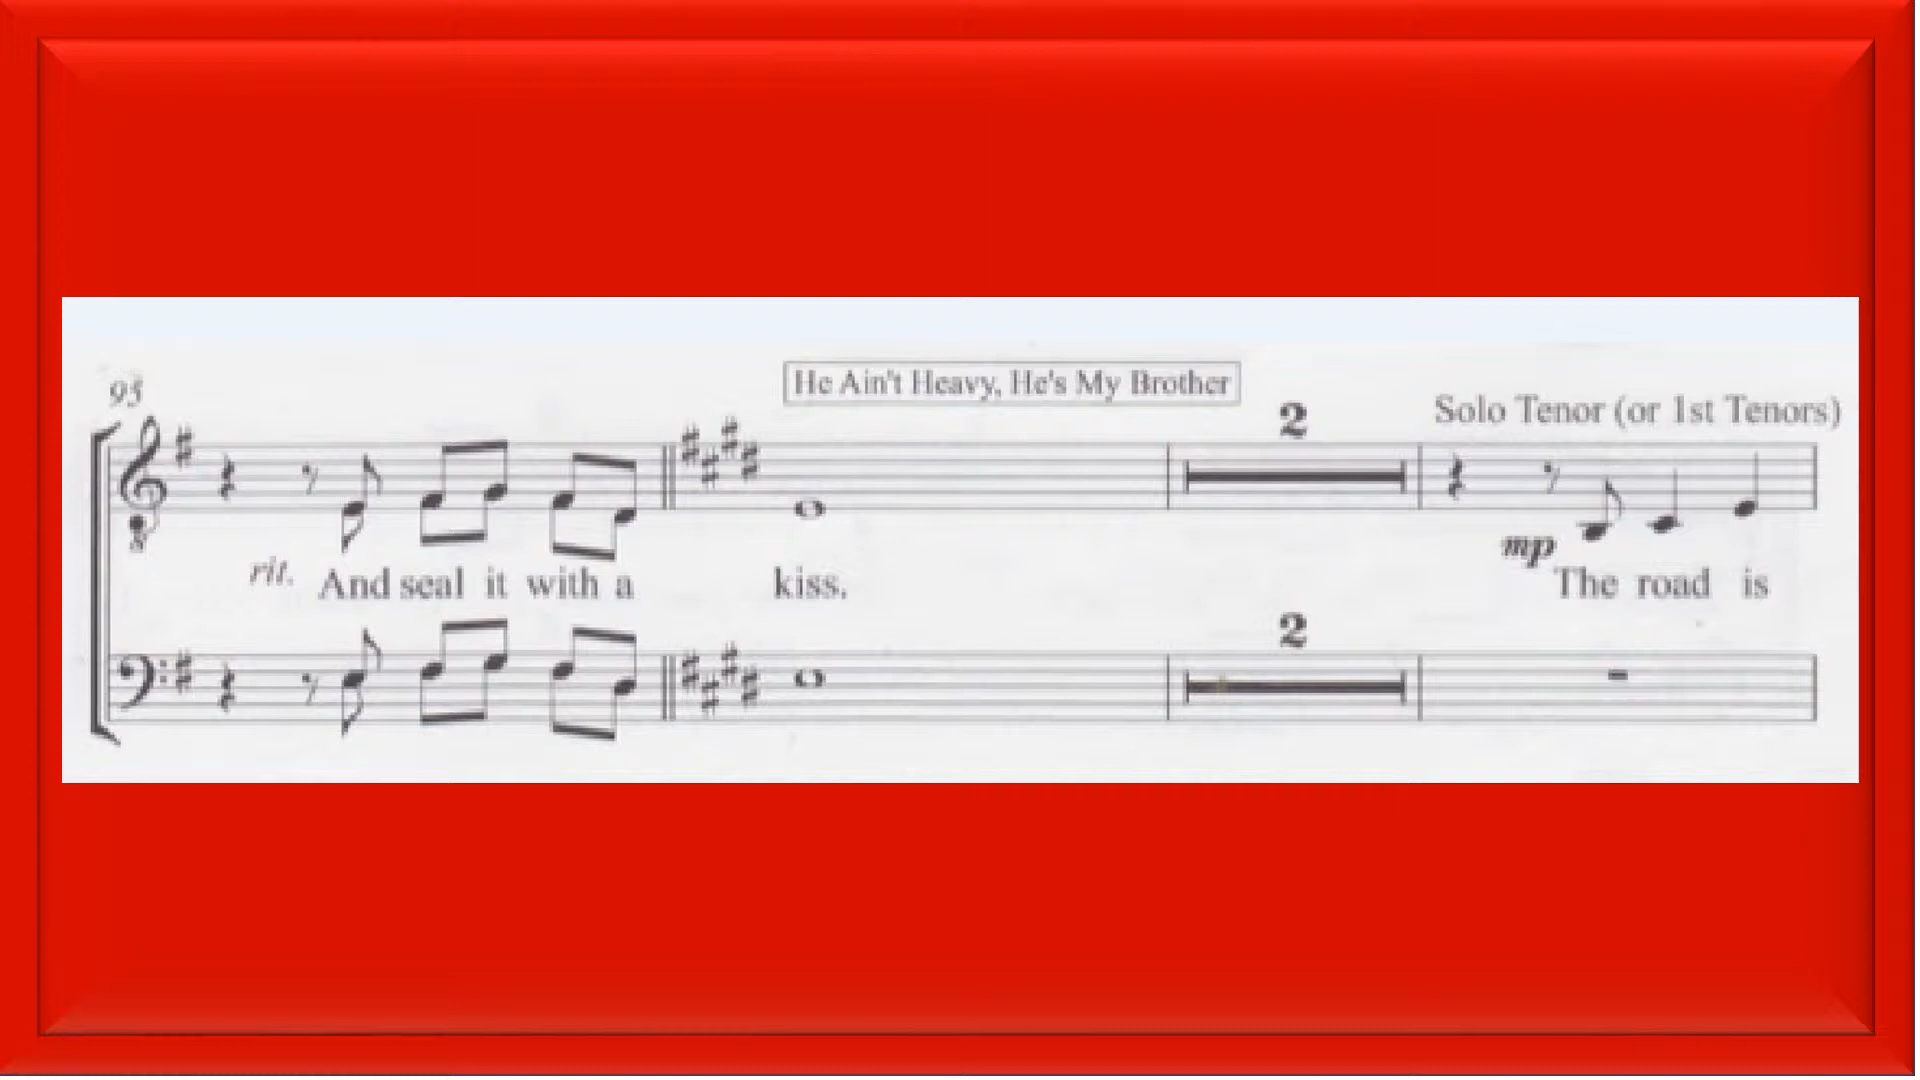 He Ain't Heavy, He's My Brother
95
2
Solo Tenor (or 1st Tenors)
mp
rit. And seal it with a kiss. The road is
2